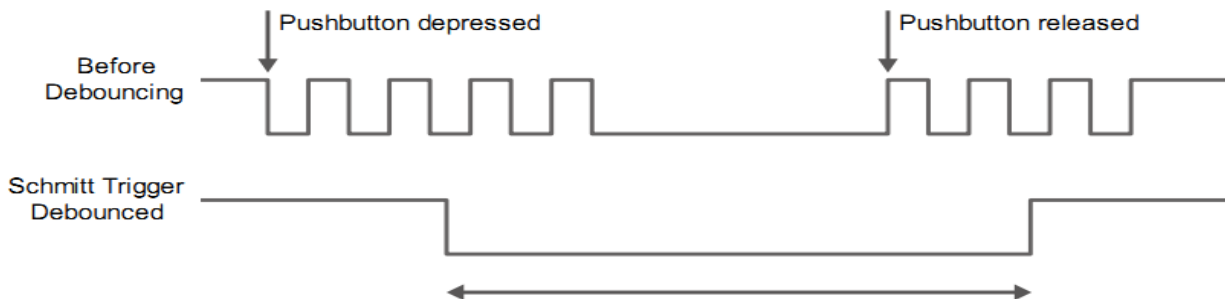 Pushbutton depressed
Pushbutton released
Before
Debouncing
Schmitt Trigger
Debounced